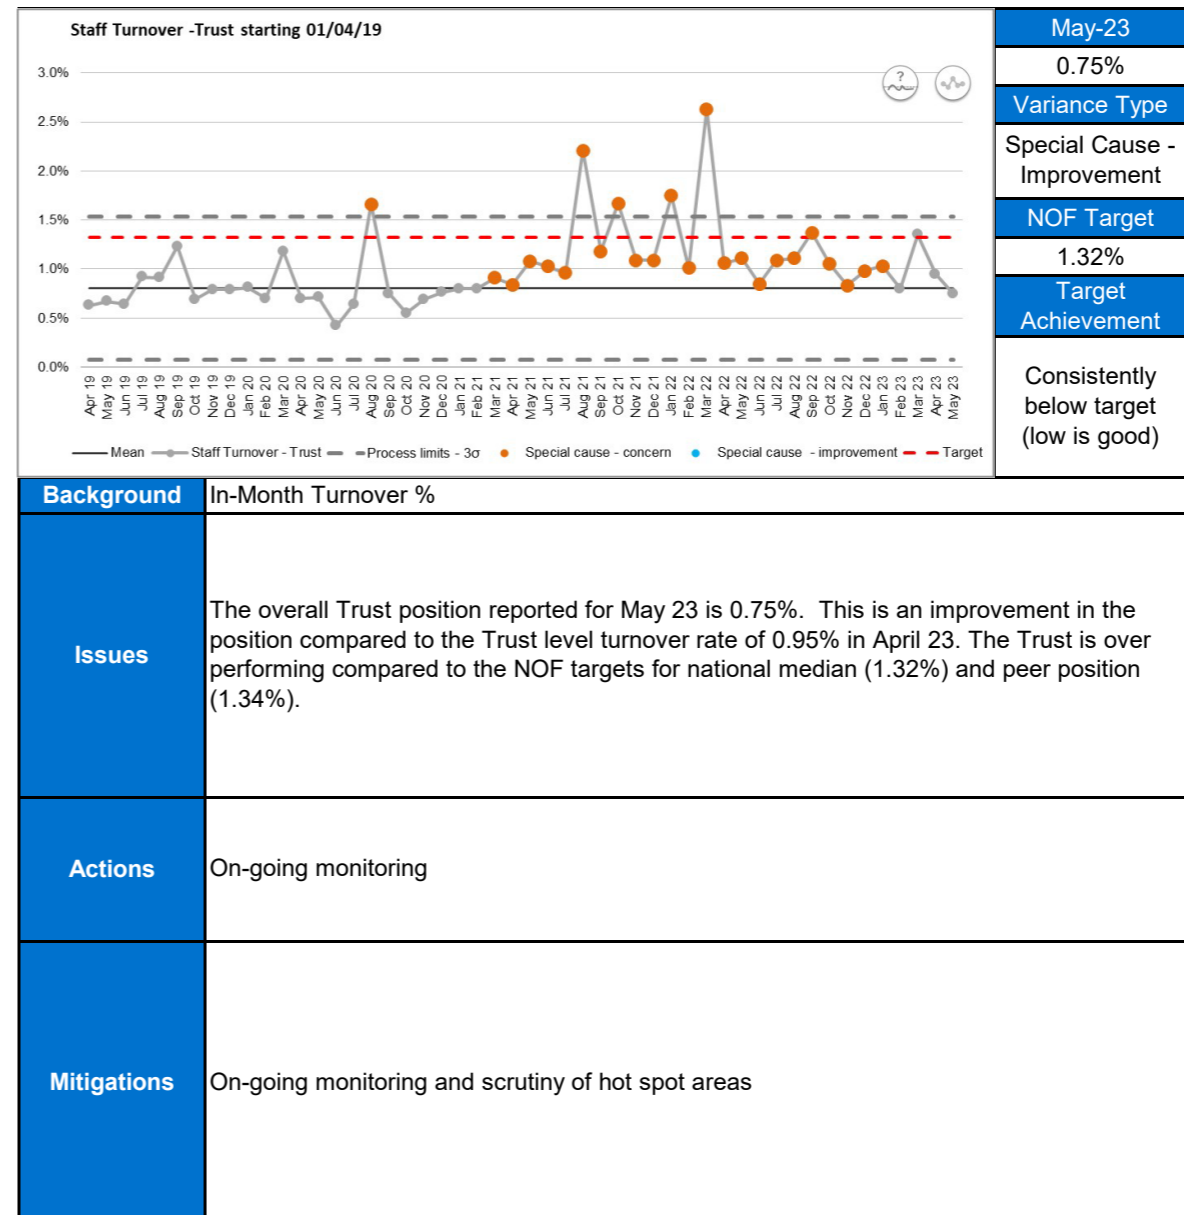 Staff Turnover -Trust starting 01/04/19
3.0%
2.5%
2.0%
1.5%
1.0%
0.5%
0.0%
?
Apr 19
May 19
Jun 19
Jul 19
Aug 19
Sep 19
Oct 19
Nov 19
Dec 19
Jan 20
Feb 20
Mar 20
Apr 20
May 20
Jun 20
Jul 20
Aug 20
Sep 20
Oct 20
Nov 20
Dec 20
Jan 21
Feb 21
Mar 21
Apr 21
May 21
Jun 21
Jul 21
Aug 21
Sep 21
Oct 21
Nov 21
Dec 21
Jan 22
Feb 22
Mar 22
Apr 22
May 22
Jun 22
Jul 22
Aug 22
Sep 22
Oct 22
Nov 22
Dec 22
Jan 23
Feb 23
Mar 23
Apr 23
May 23
Mean
Staff Turnover - Trust
Process limits - 3σ
Special cause - concern
Special cause - improvement
Target
May-23
0.75%
Variance Type
Special Cause -
Improvement
NOF Target
1.32%
Target
Achievement
Consistently
below target
(low is good)
Background
In-Month Turnover %
Issues
The overall Trust position reported for May 23 is 0.75%. This is an improvement in the
position compared to the Trust level turnover rate of 0.95% in April 23. The Trust is over
performing compared to the NOF targets for national median (1.32%) and peer position
(1.34%).
Actions
On-going monitoring
Mitigations
On-going monitoring and scrutiny of hot spot areas